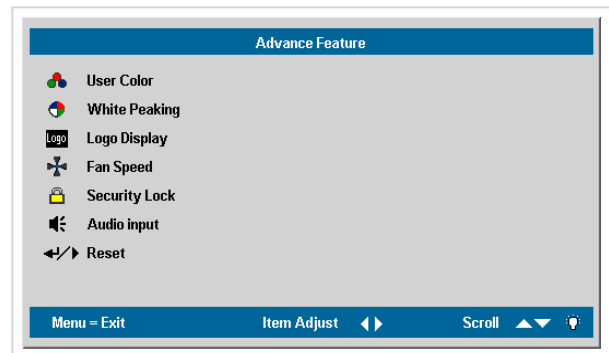 Advance Feature
User Color
White Peaking
Logo Logo Display
Fan Speed
Security Lock
Audio input
Reset
Menu = Exit Item Adjust Scroll